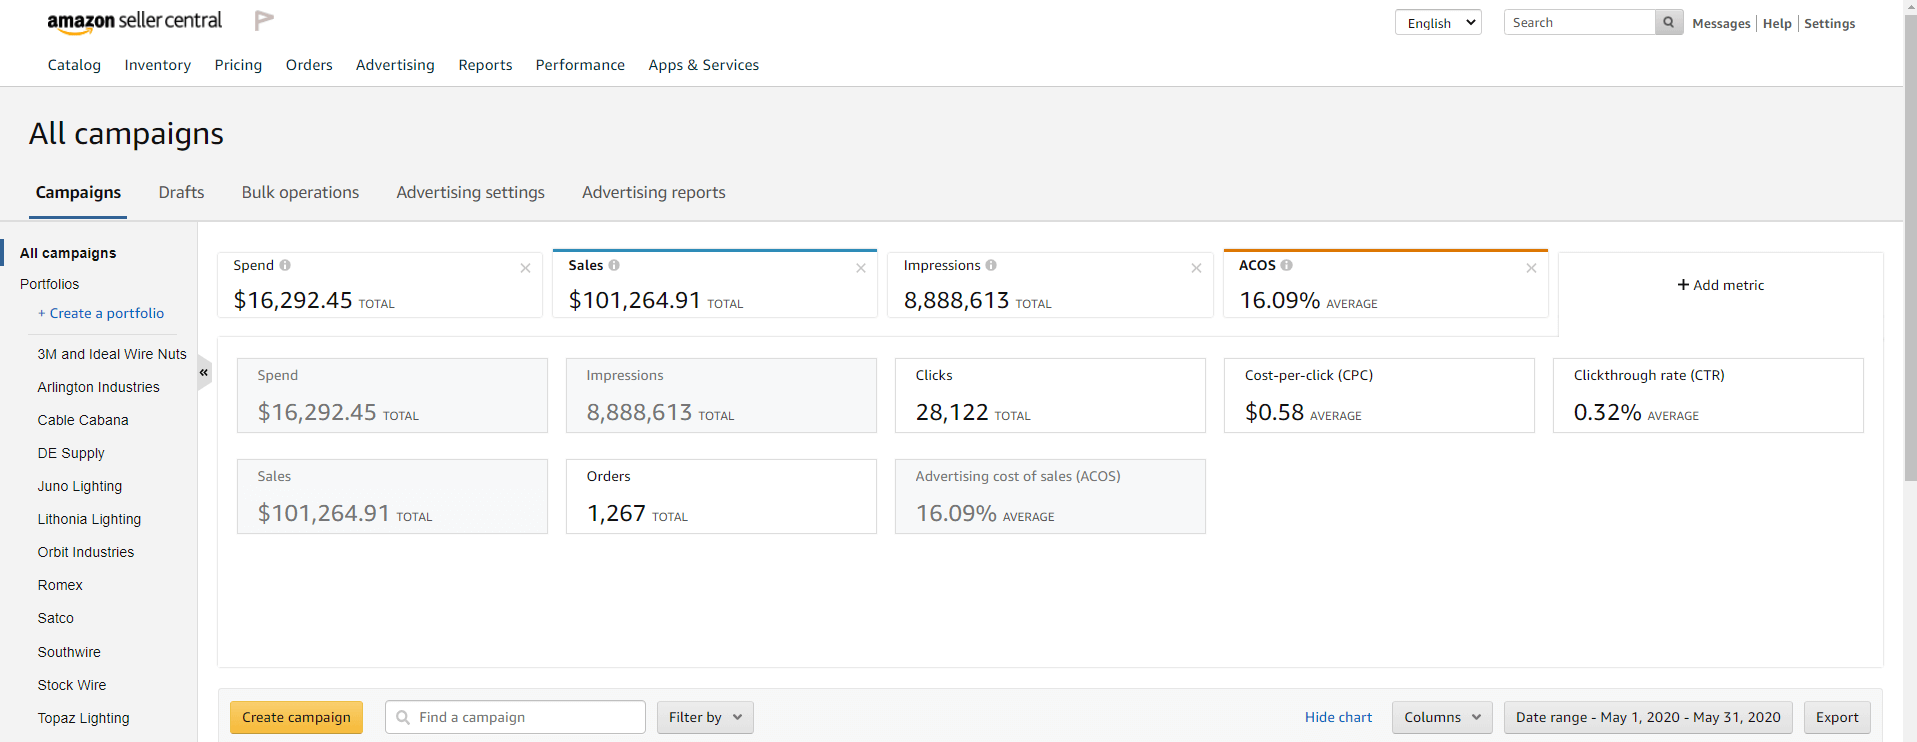 amazon seller central
English
Search
Messages
Help
Settings
Catalog
Inventory
Pricing
Orders
Advertising
Reports
Performance
Apps & Services
All campaigns
Campaigns
Drafts
Bulk operations
Advertising settings
Advertising reports
All campaigns
Portfolios
+ Create a portfolio
3M and Ideal Wire Nuts
Arlington Industries
Cable Cabana
DE Supply
Juno Lighting
Lithonia Lighting
Orbit Industries
Romex
Satco
Southwire
Stock Wire
Topaz Lighting
«
Spend
$16,292.45 TOTAL
Sales
$101,264.91 TOTAL
Impressions
8,888,613 TOTAL
ACOS
16.09% AVERAGE
+ Add metric
Spend
$16,292.45 TOTAL
Impressions
8,888,613 TOTAL
Clicks
28,122 TOTAL
Cost-per-click (CPC)
$0.58 AVERAGE
Clickthrough rate (CTR)
0.32% AVERAGE
Sales
$101,264.91 TOTAL
Orders
1,267 TOTAL
Advertising cost of sales (ACOS)
16.09% AVERAGE
Create campaign
Find a campaign
Filter by
Hide chart
Columns
Date range - May 1, 2020 - May 31, 2020
Export